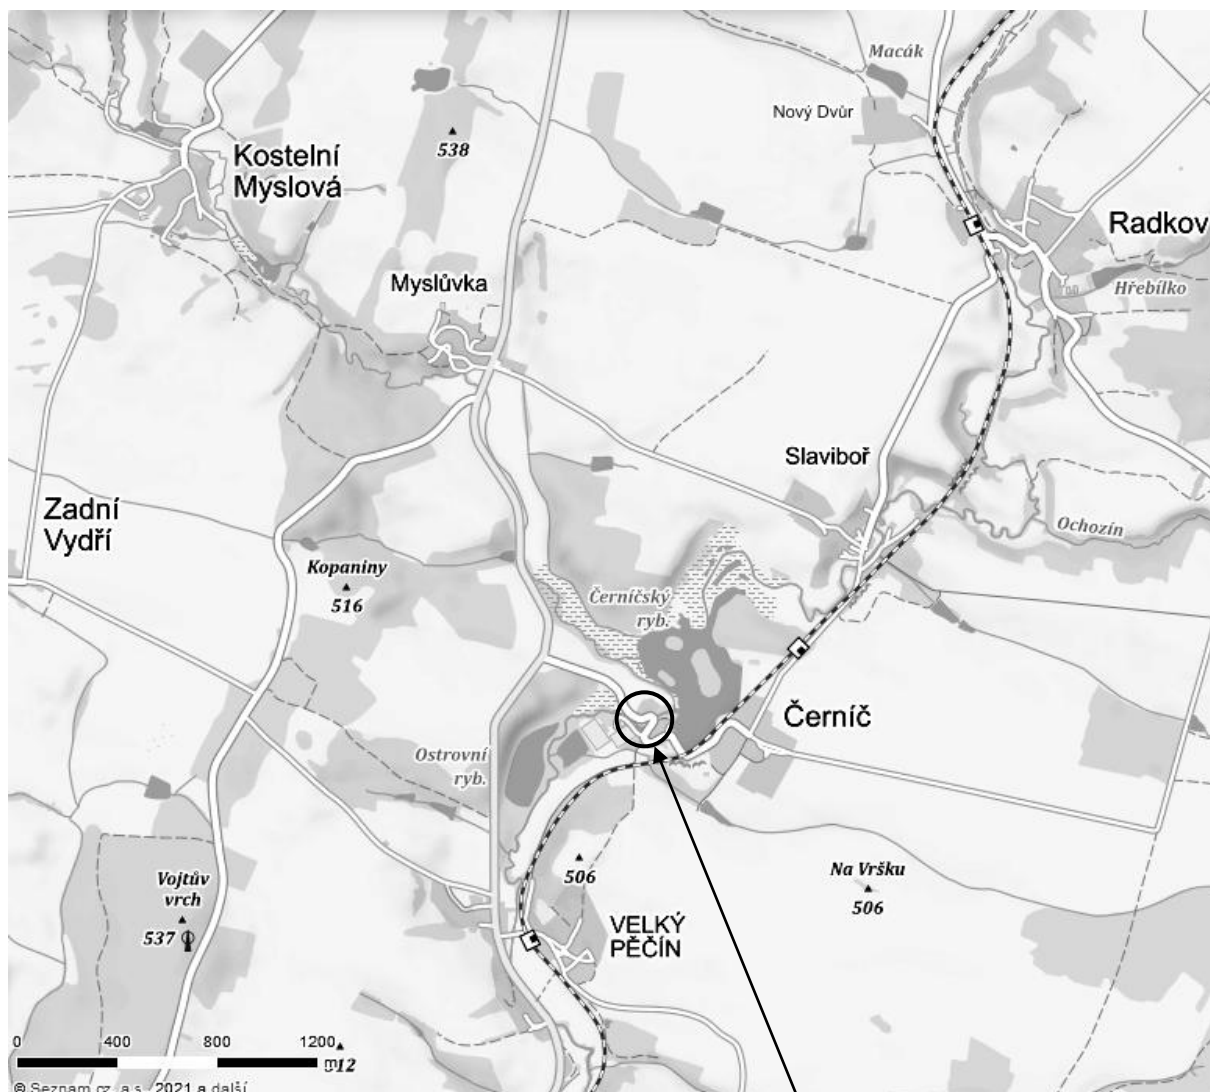 Macák
Nový Dvůr
538
Kostelní
Myslová
Radkov
Myslůvka
Hřebílko
Slaviboř
Zadní
Vydří
Ochozín
Kopaniny
516
Černíčský
ryb.
Černíč
Ostrovní
ryb.
506
Na Vršku
506
Vojtův
vrch
537
VELKÝ
PĚČÍN
0 400 800 1200
m
12
© Seznam.cz, a.s., 2021 a další